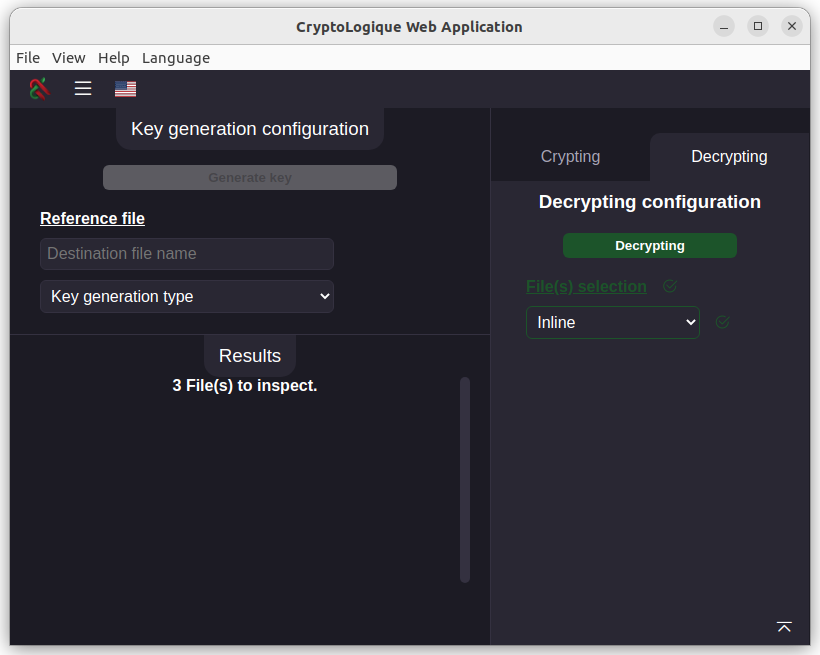 CryptoLogique Web Application
File View Help Language
Key generation configuration
Generate key
Reference file
Destination file name
Key generation type
Results
3 File(s) to inspect.
Crypting Decrypting
Decrypting configuration
Decrypting
File(s) selection
Inline